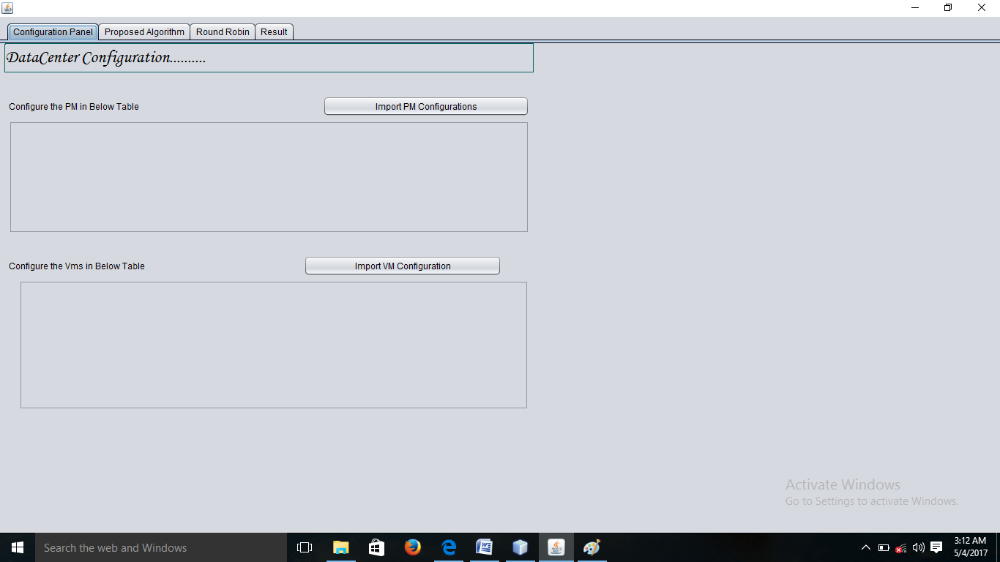 Configuration Panel Proposed Algorithm Round Robin Result
DataCenter Configuration..........
Configure the PM in Below Table Import PM Configurations
Configure the Vms in Below Table Import VM Configuration
Activate Windows
Go to Settings to activate Windows.
Search the web and Windows
3:12 AM
5/4/2017